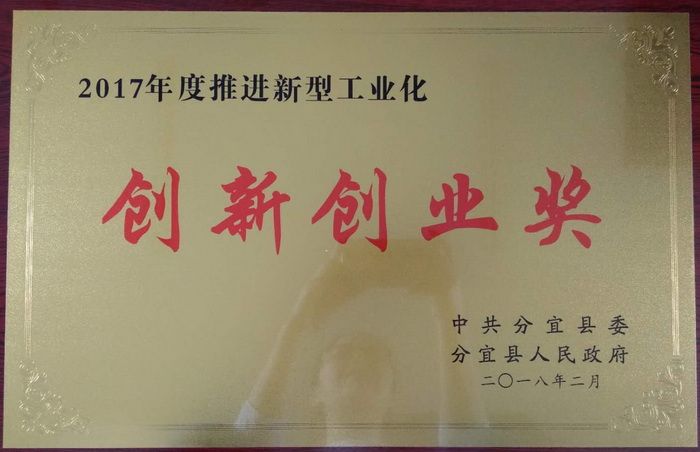 2017年度推进新型工业化
创新创业奖
中共分宜县委
分宜县人民政府
二〇一八年二月